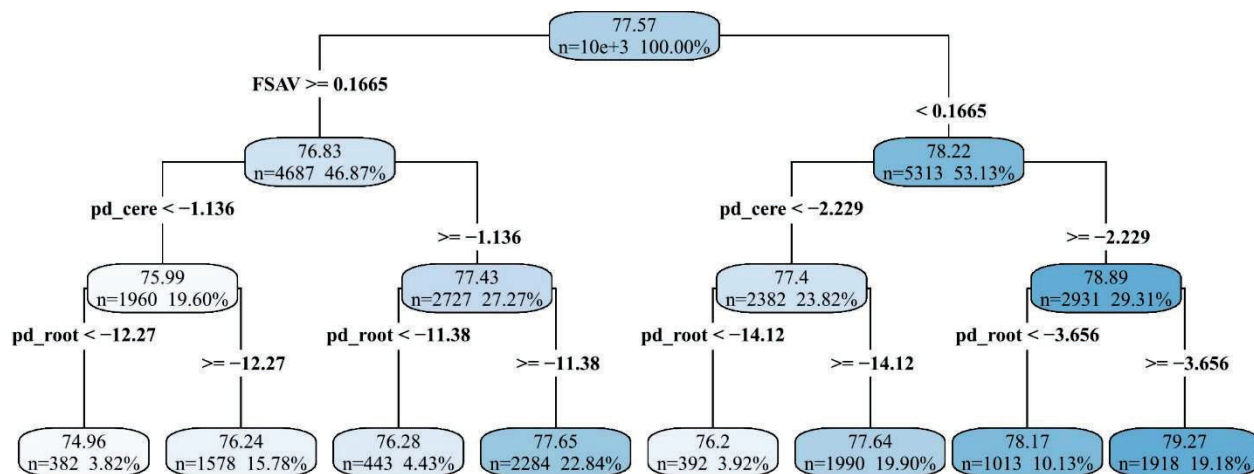 77.57
n=10e+3 100.00%
FSAV >= 0.1665
< 0.1665
76.83
n=4687 46.87%
78.22
n=5313 53.13%
pd_cere < −1.136
>= −1.136
pd_cere < −2.229
>= −2.229
75.99
n=1960 19.60%
77.43
n=2727 27.27%
77.4
n=2382 23.82%
78.89
n=2931 29.31%
pd_root < −12.27
>= −12.27
pd_root < −11.38
>= −11.38
pd_root < −14.12
>= −14.12
pd_root < −3.656
>= −3.656
74.96
n=382 3.82%
76.24
n=1578 15.78%
76.28
n=443 4.43%
77.65
n=2284 22.84%
76.2
n=392 3.92%
77.64
n=1990 19.90%
78.17
n=1013 10.13%
79.27
n=1918 19.18%